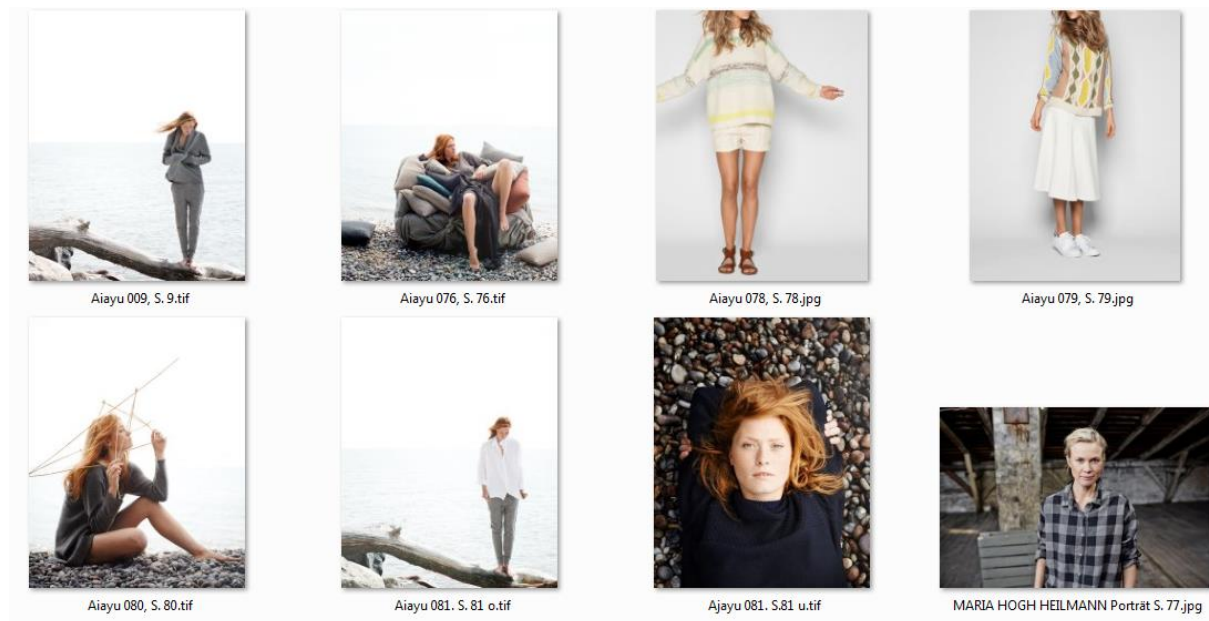 Aiayu 009, S. 9.tif
Aiayu 076, S. 76.tif
Aiayu 078, S. 78.jpg
Aiayu 079, S. 79.jpg
Aiayu 080, S. 80.tif
Aiayu 081. S. 81 o.tif
Ajayu 081. S.81 u.tif
MARIA HOGH HEILMANN Porträt S. 77.jpg